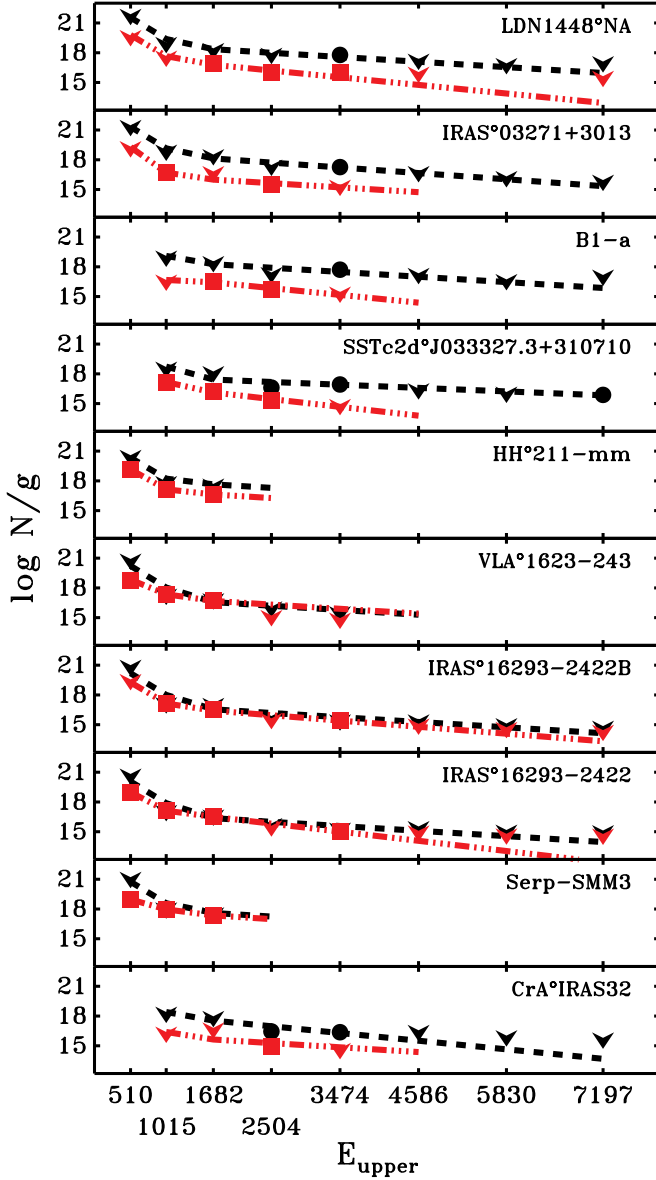 21
18
15
LDN1448°NA
21
18
15
IRAS°03271+3013
21
18
15
B1-a
21
18
15
SSTc2d°J033327.3+310710
21
18
15
HH°211-mm
21
18
15
VLA°1623-243
21
18
15
IRAS°16293-2422B
21
18
15
IRAS°16293-2422
21
18
15
Serp-SMM3
21
18
15
CrA°IRAS32
log N/g
510 1682 3474 4586 5830 7197
1015 2504
E_upper